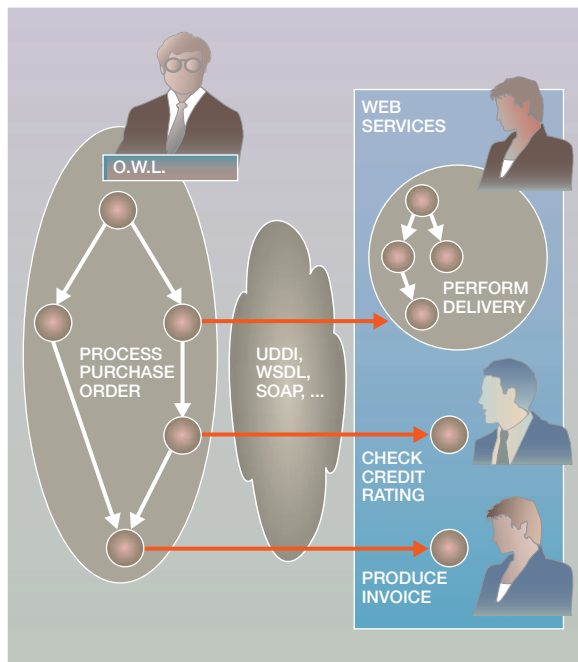 O.W.L.
PROCESS
PURCHASE
ORDER
UDDI,
WSDL,
SOAP, ...
WEB
SERVICES
PERFORM
DELIVERY
CHECK
CREDIT
RATING
PRODUCE
INVOICE